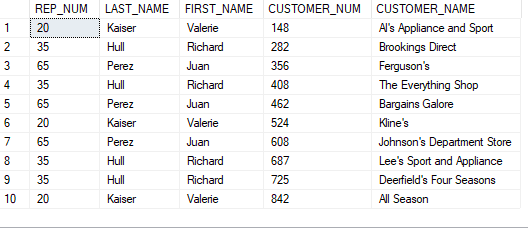 REP_NUM LAST_NAME FIRST_NAME CUSTOMER_NUM CUSTOMER_NAME
1 20 Kaiser Valerie 148 Al's Appliance and Sport
2 35 Hull Richard 282 Brookings Direct
3 65 Perez Juan 356 Ferguson's
4 35 Hull Richard 408 The Everything Shop
5 65 Perez Juan 462 Bargains Galore
6 20 Kaiser Valerie 524 Kline's
7 65 Perez Juan 608 Johnson's Department Store
8 35 Hull Richard 687 Lee's Sport and Appliance
9 35 Hull Richard 725 Deerfield's Four Seasons
10 20 Kaiser Valerie 842 All Season